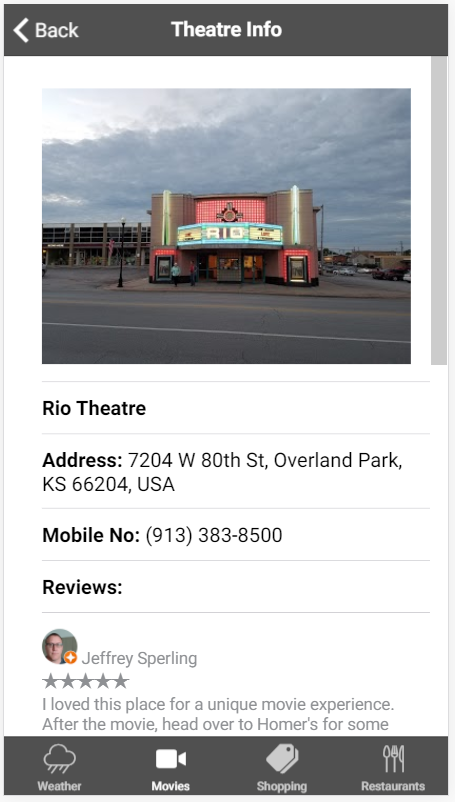 Back
Theatre Info
RIO
Rio Theatre
Address: 7204 W 80th St, Overland Park,
KS 66204, USA
Mobile No: (913) 383-8500
Reviews:
Jeffrey Sperling
I loved this place for a unique movie experience.
After the movie, head over to Homer's for some
Weather
Movies
Shopping
Restaurants